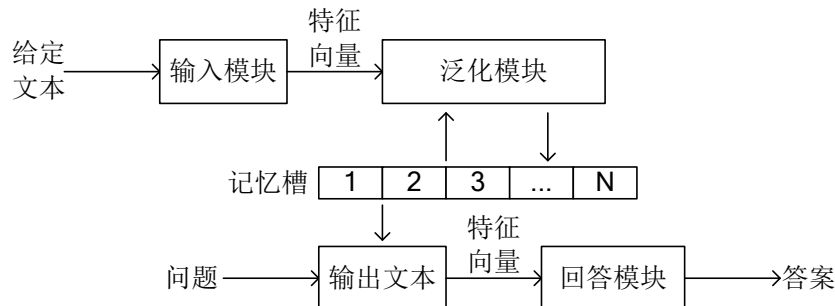 给定
文本
输入模块
特征
向量
泛化模块
记忆槽 1 2 3 ... N
问题
输出文本
特征
向量
回答模块
答案